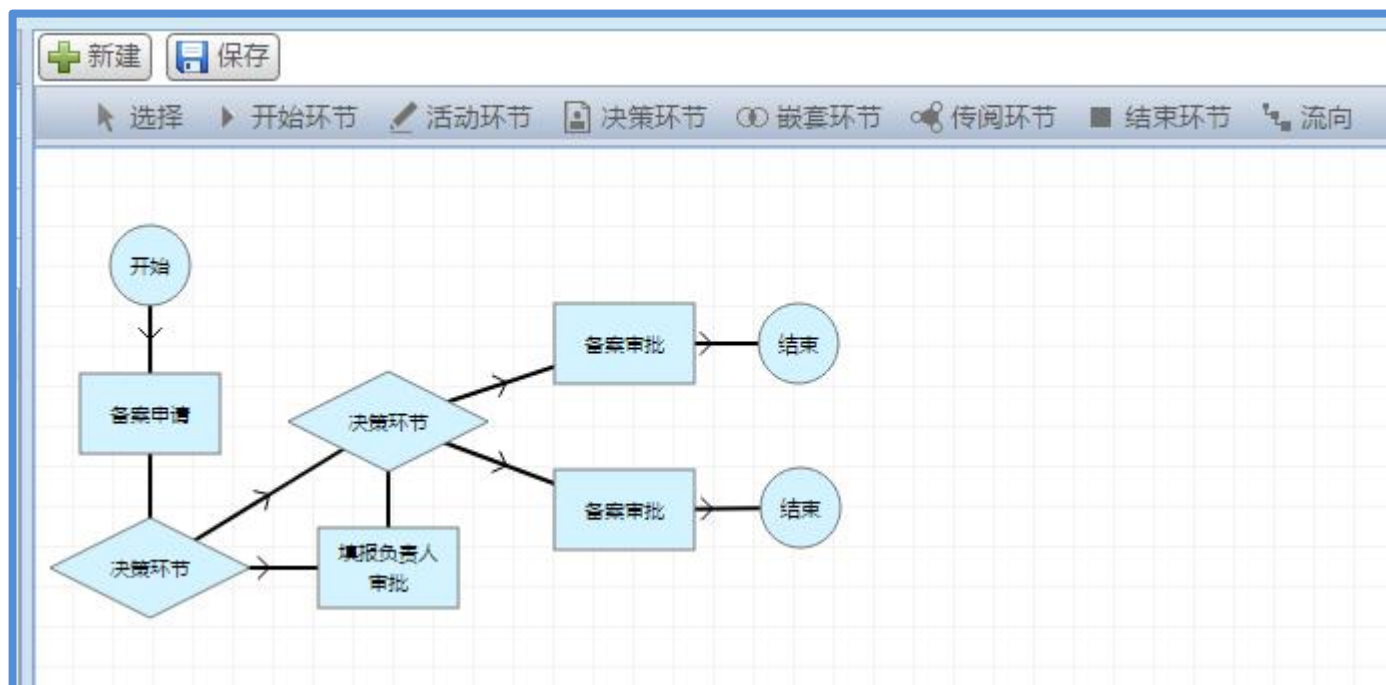 新建
保存
选择
开始环节
活动环节
决策环节
嵌套环节
传阅环节
结束环节
流向
开始
备案审批
结束
备案申请
决策环节
备案审批
结束
决策环节
填报负责人
审批